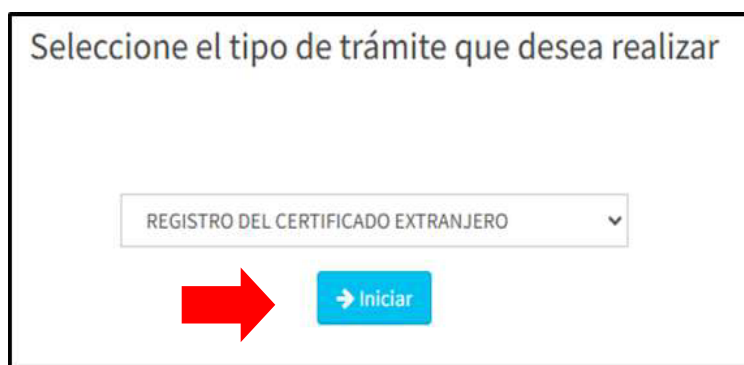 Seleccione el tipo de trámite que desea realizar
REGISTRO DEL CERTIFICADO EXTRANJERO
Iniciar